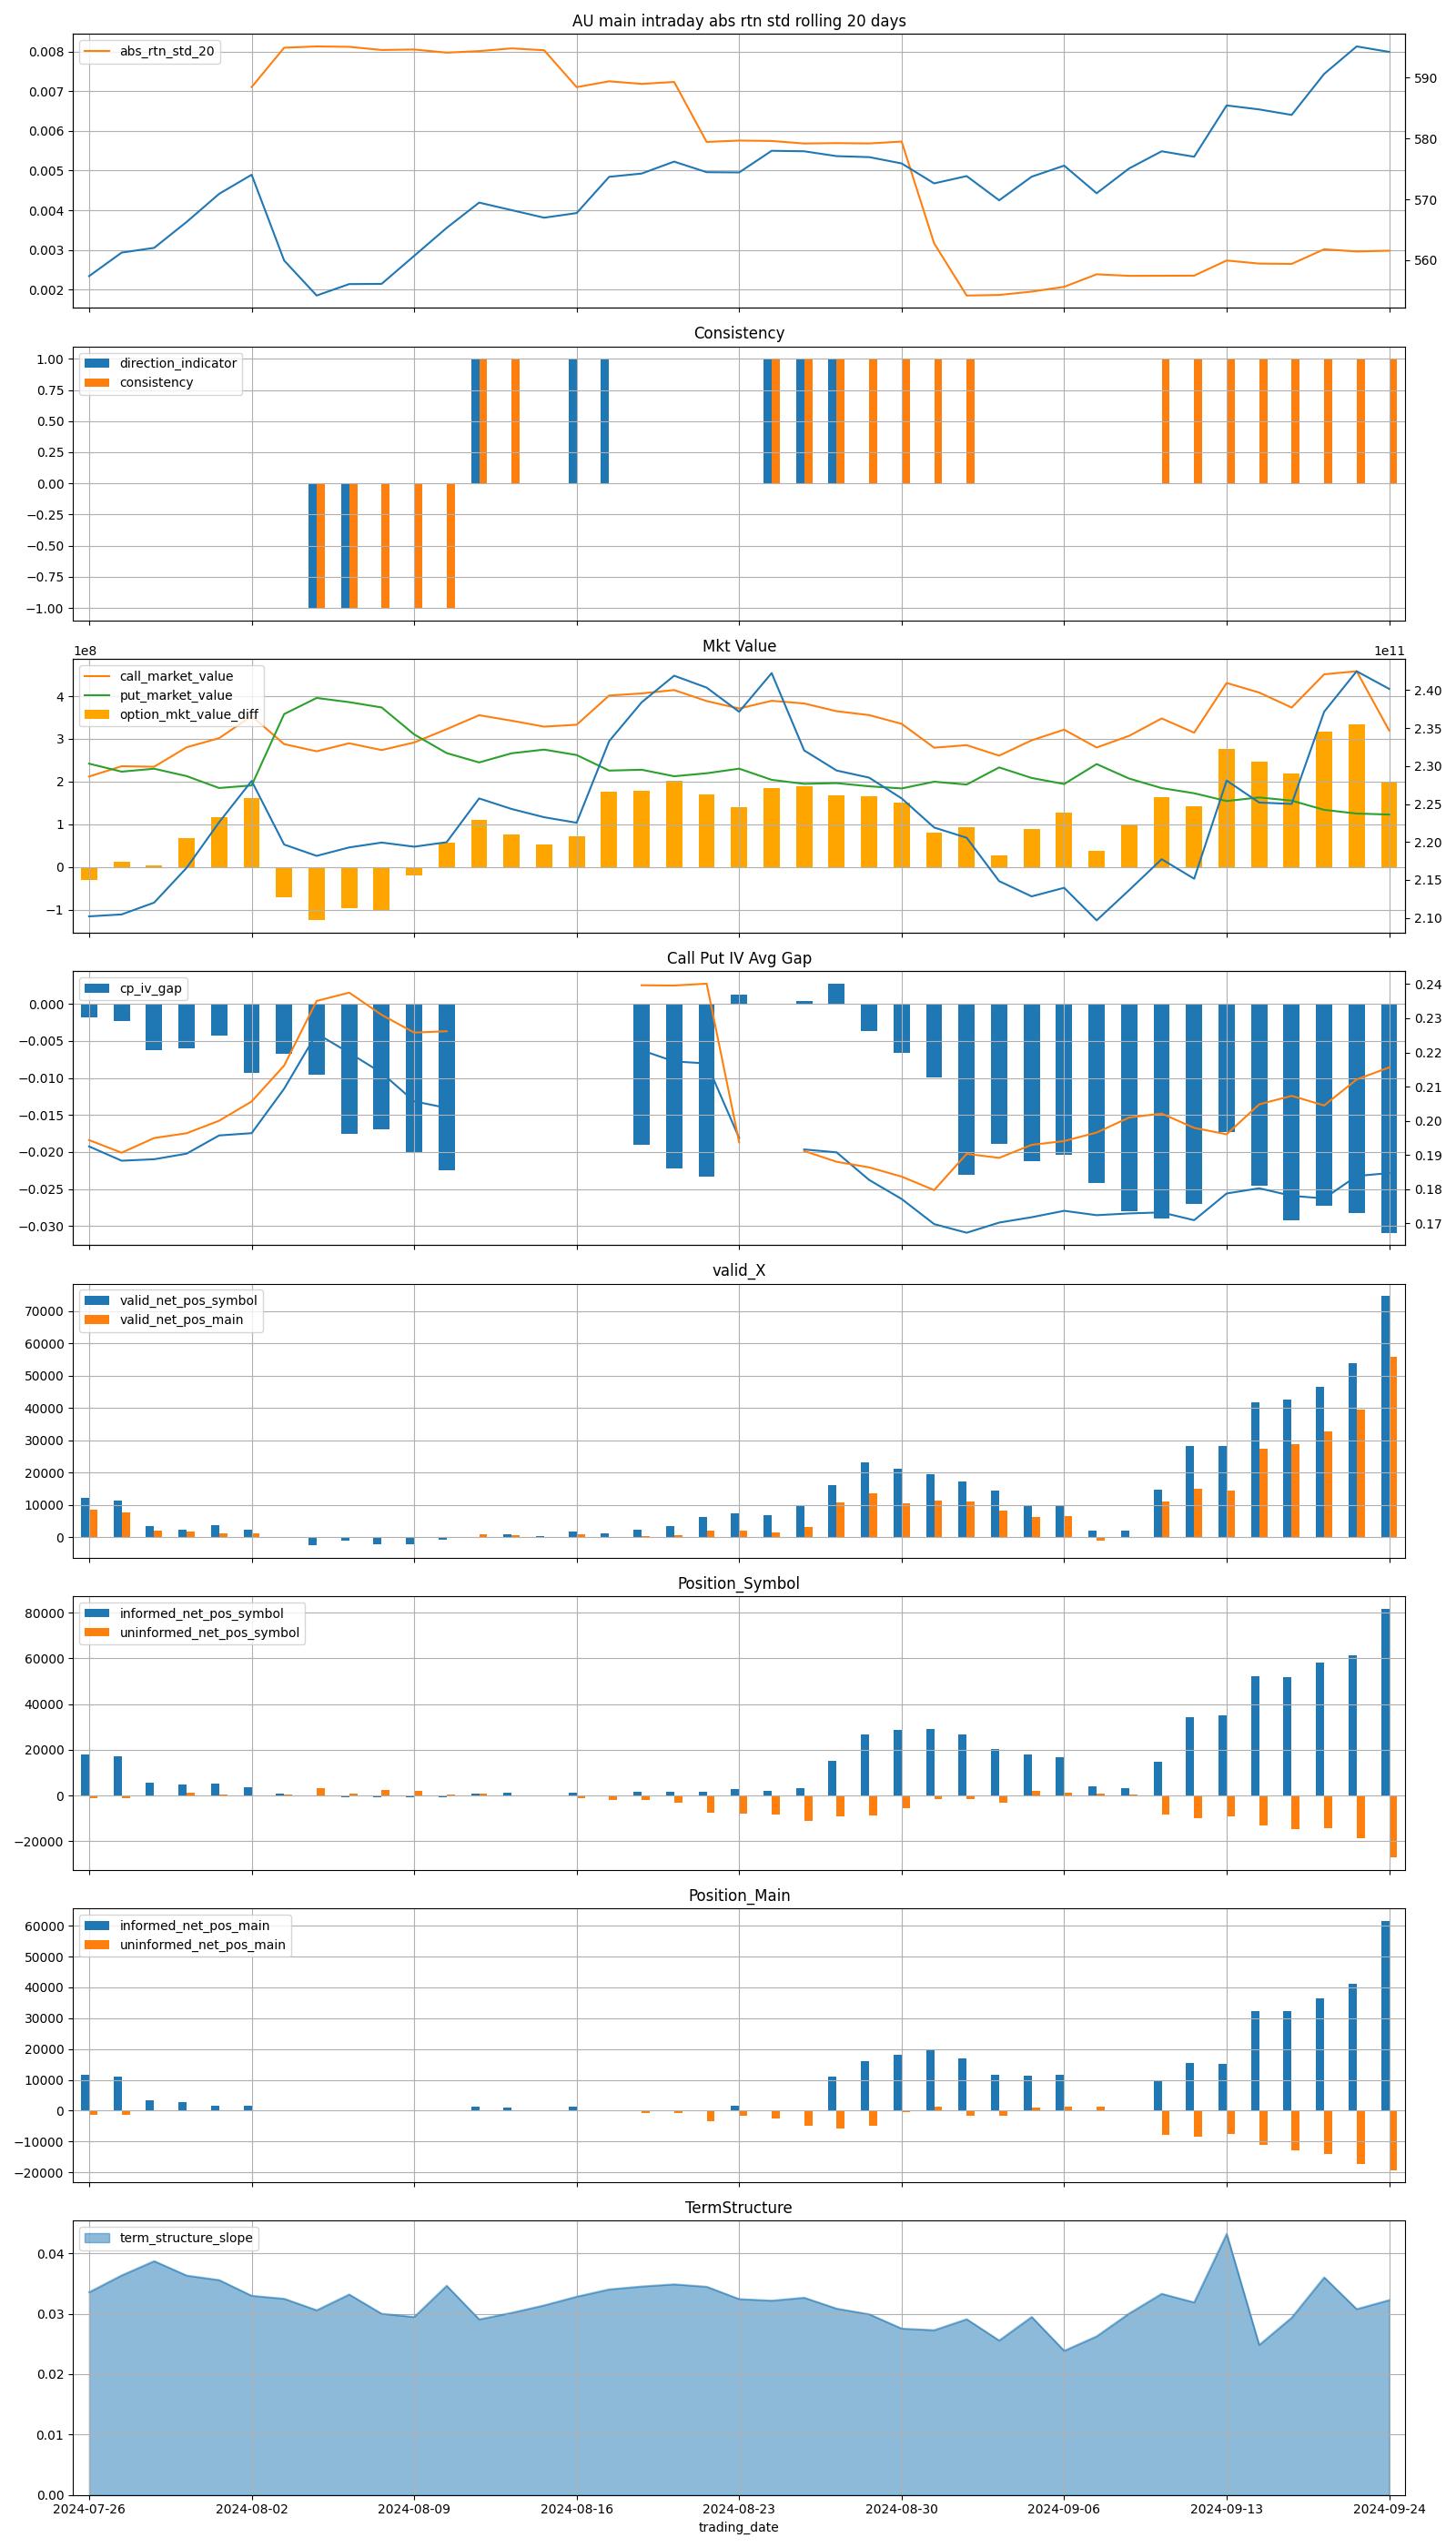 AU main intraday abs rtn std rolling 20 days
abs_rtn_std_20
0.008
0.007
0.006
0.005
0.004
0.003
0.002
590
580
570
560
Consistency
direction_indicator
consistency
1.00
0.75
0.50
0.25
0.00
−0.25
−0.50
−0.75
−1.00
Mkt Value
1e8
1e11
call_market_value
put_market_value
option_mkt_value_diff
4
3
2
1
0
−1
2.40
2.35
2.30
2.25
2.20
2.15
2.10
Call Put IV Avg Gap
cp_iv_gap
0.000
−0.005
−0.010
−0.015
−0.020
−0.025
−0.030
0.24
0.23
0.22
0.21
0.20
0.19
0.18
0.17
valid_X
valid_net_pos_symbol
valid_net_pos_main
70000
60000
50000
40000
30000
20000
10000
0
Position_Symbol
informed_net_pos_symbol
uninformed_net_pos_symbol
80000
60000
40000
20000
0
−20000
Position_Main
informed_net_pos_main
uninformed_net_pos_main
60000
50000
40000
30000
20000
10000
0
−10000
−20000
TermStructure
term_structure_slope
0.04
0.03
0.02
0.01
0.00
2024-07-26 2024-08-02 2024-08-09 2024-08-16 2024-08-23 2024-08-30 2024-09-06 2024-09-13 2024-09-24
trading_date